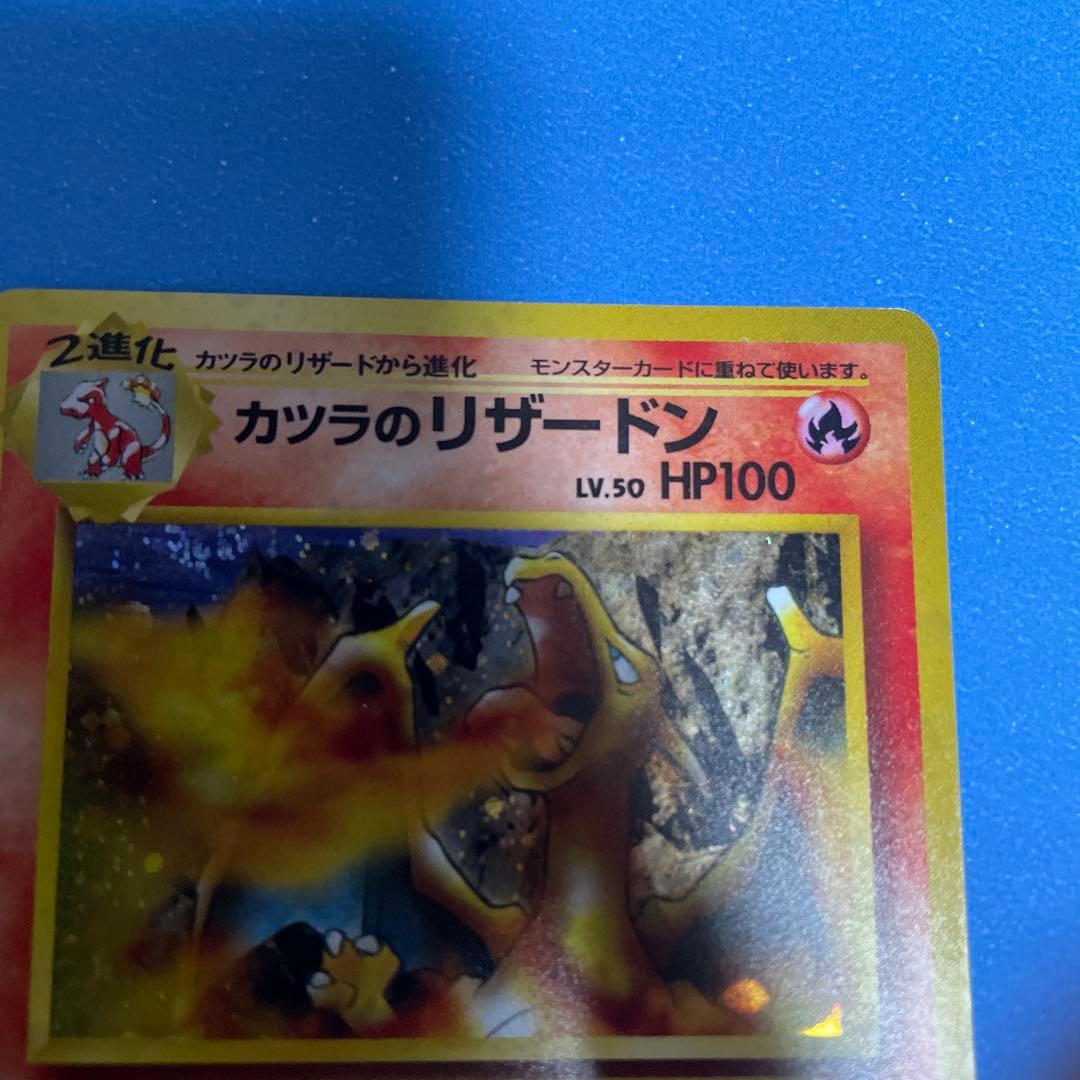 2進化
カツラのリザードから進化 モンスターカードに重ねて使います。
カツラのリザードン
LV.50 HP100